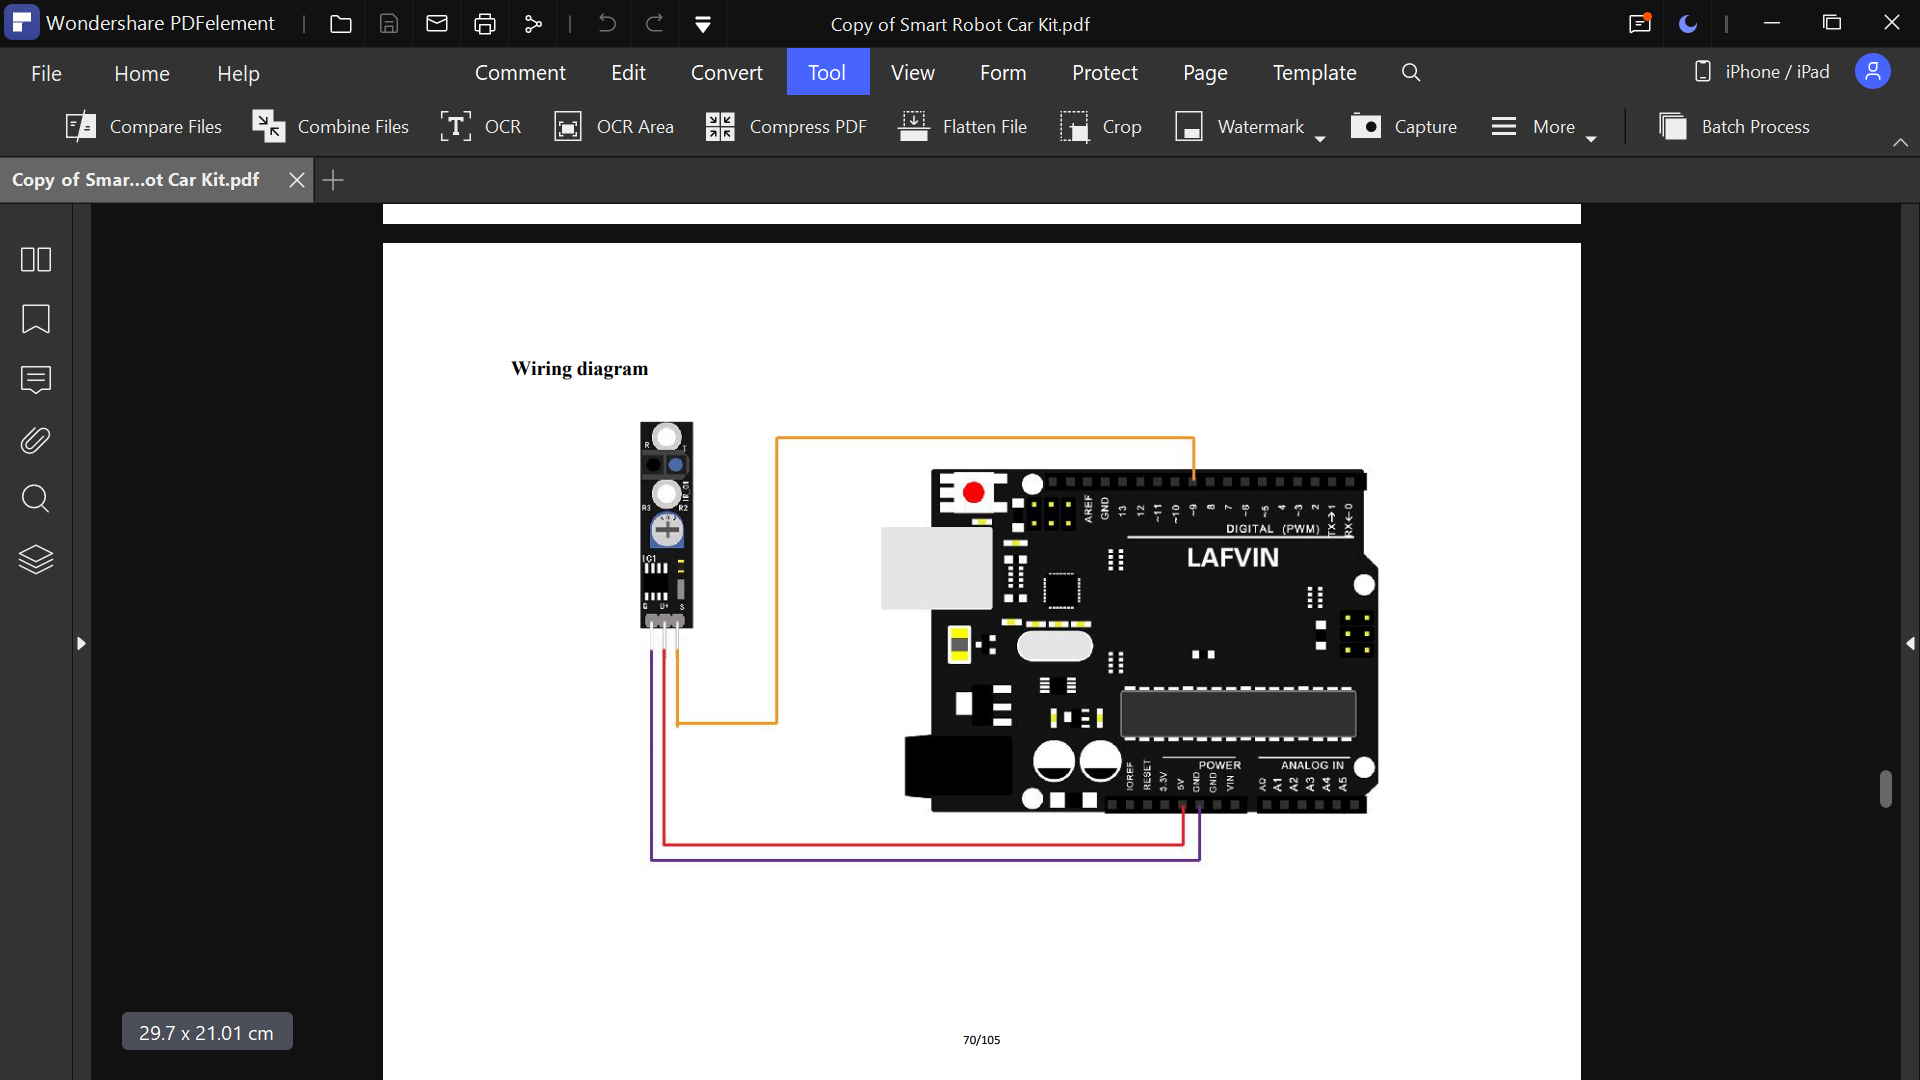 Wondershare PDFelement
Copy of Smart Robot Car Kit.pdf
File Home Help Comment Edit Convert Tool View Form Protect Page Template iPhone / iPad
Compare Files Combine Files OCR OCR Area Compress PDF Flatten File Crop Watermark Capture More Batch Process
Copy of Smar...ot Car Kit.pdf
Wiring diagram
R T
IR_ON
R3 R2
IC1
G U+ S
AREF GND 13 12 ~11 ~10 ~9 8 7 ~6 ~5 4 ~3 2 TX→1 RX←0
DIGITAL (PWM)
LAFVIN
POWER ANALOG IN
IOREF RESET 3.3V 5V GND GND VIN A0 A1 A2 A3 A4 A5
29.7 x 21.01 cm
70/105